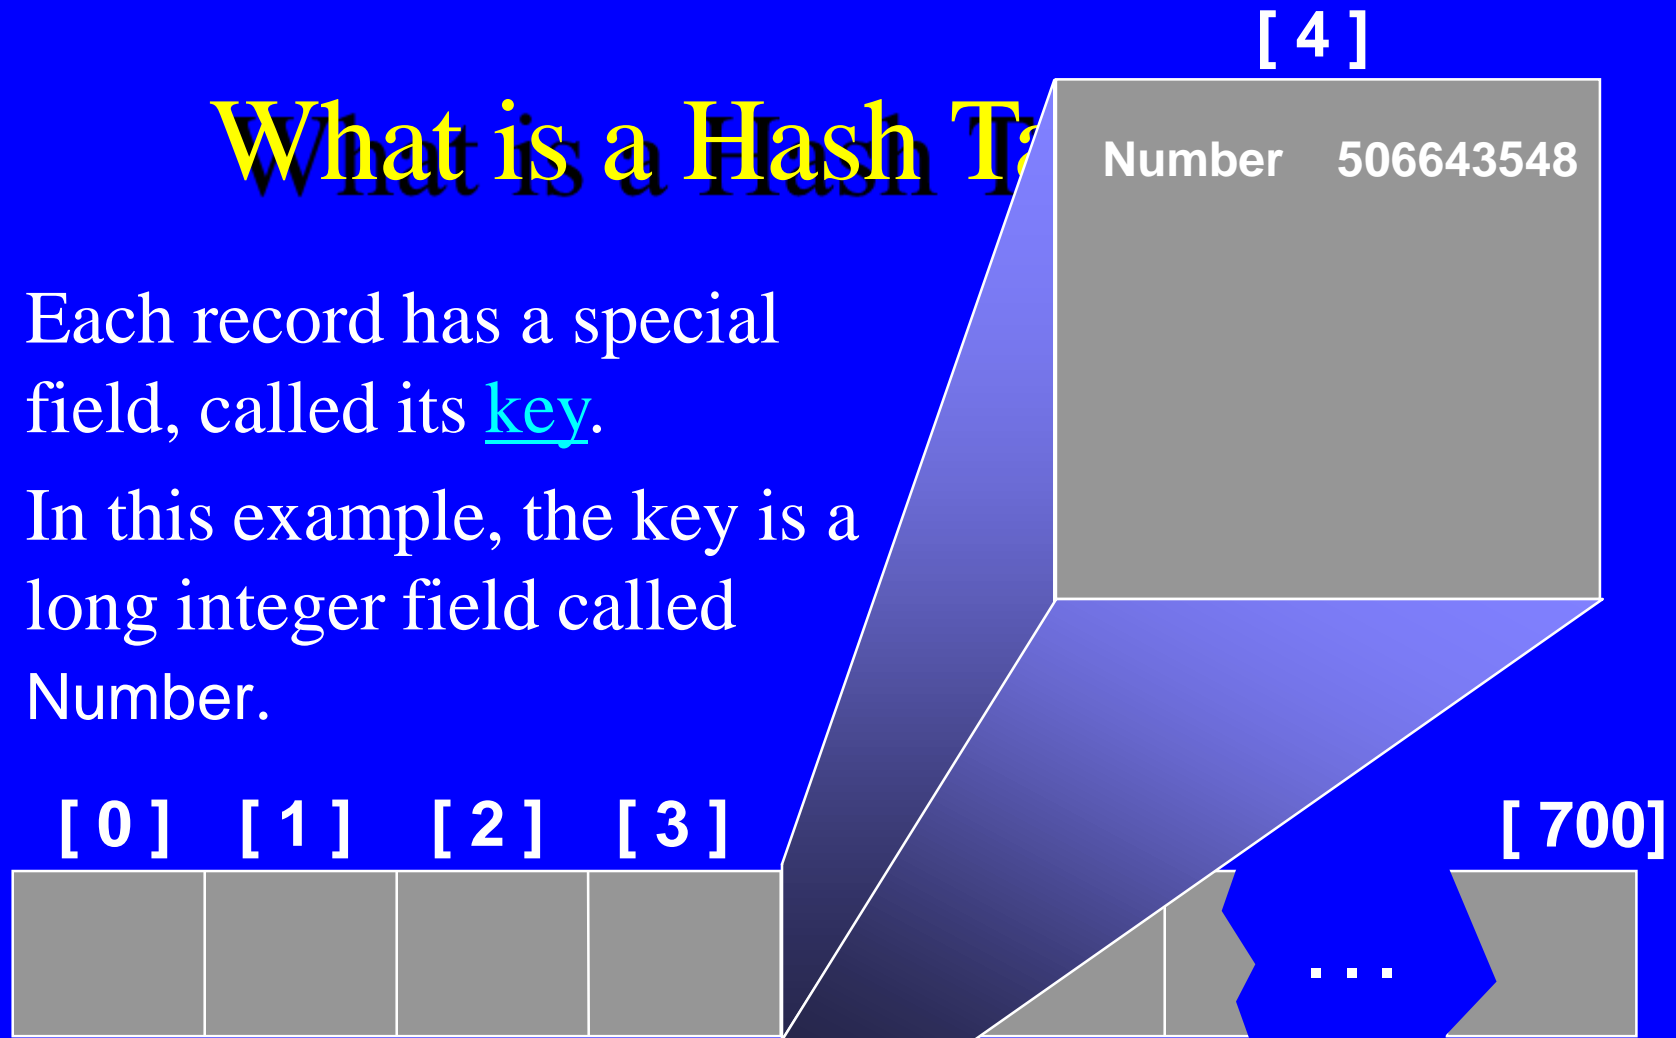 [ 4 ]
What is a Hash
Number 506643548
Each record has a special
field, called its key.
In this example, the key is a
long integer field called
Number.
[ 0 ] [ 1 ] [ 2 ] [ 3 ] [ 700]
. . .